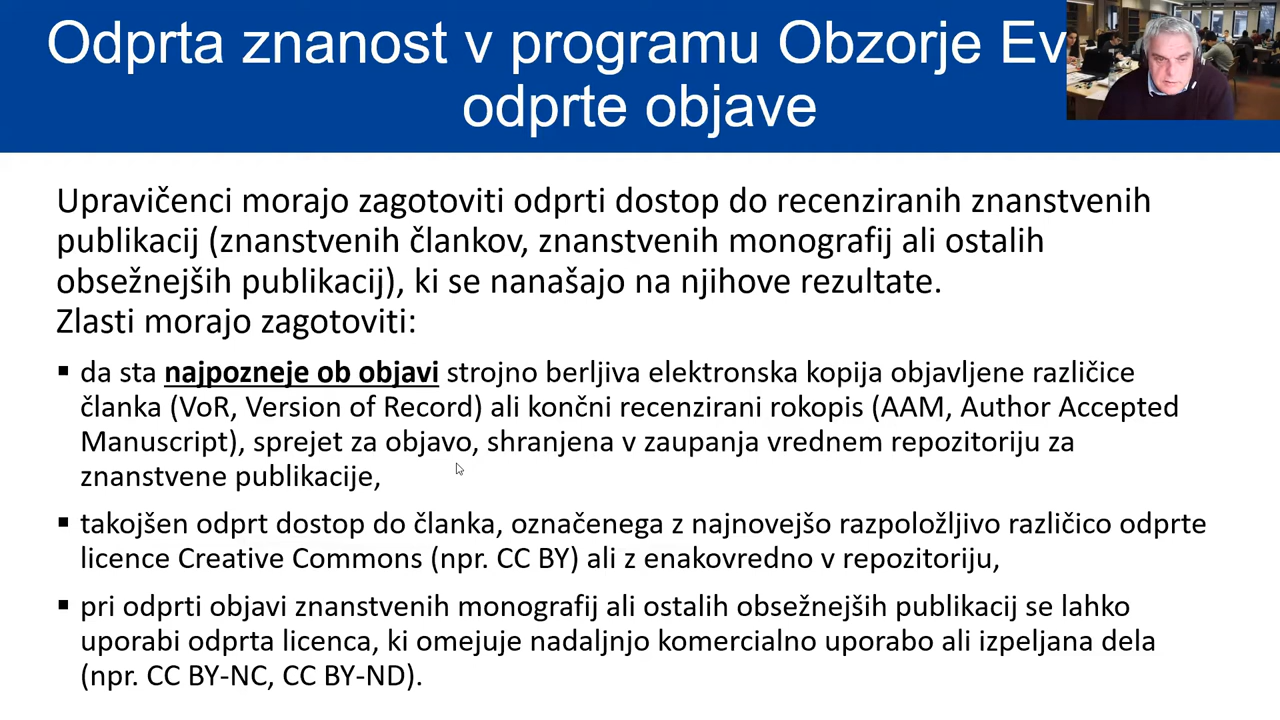 Odprta znanost v programu Obzorje Ev
odprte objave
Upravičenci morajo zagotoviti odprti dostop do recenziranih znanstvenih
publikacij (znanstvenih člankov, znanstvenih monografij ali ostalih
obsežnejših publikacij), ki se nanašajo na njihove rezultate.
Zlasti morajo zagotoviti:
▪ da sta najpozneje ob objavi strojno berljiva elektronska kopija objavljene različice
članka (VoR, Version of Record) ali končni recenzirani rokopis (AAM, Author Accepted
Manuscript), sprejet za objavo, shranjena v zaupanja vrednem repozitoriju za
znanstvene publikacije,
▪ takojšen odprt dostop do članka, označenega z najnovejšo razpoložljivo različico odprte
licence Creative Commons (npr. CC BY) ali z enakovredno v repozitoriju,
▪ pri odprti objavi znanstvenih monografij ali ostalih obsežnejših publikacij se lahko
uporabi odprta licenca, ki omejuje nadaljnjo komercialno uporabo ali izpeljana dela
(npr. CC BY-NC, CC BY-ND).